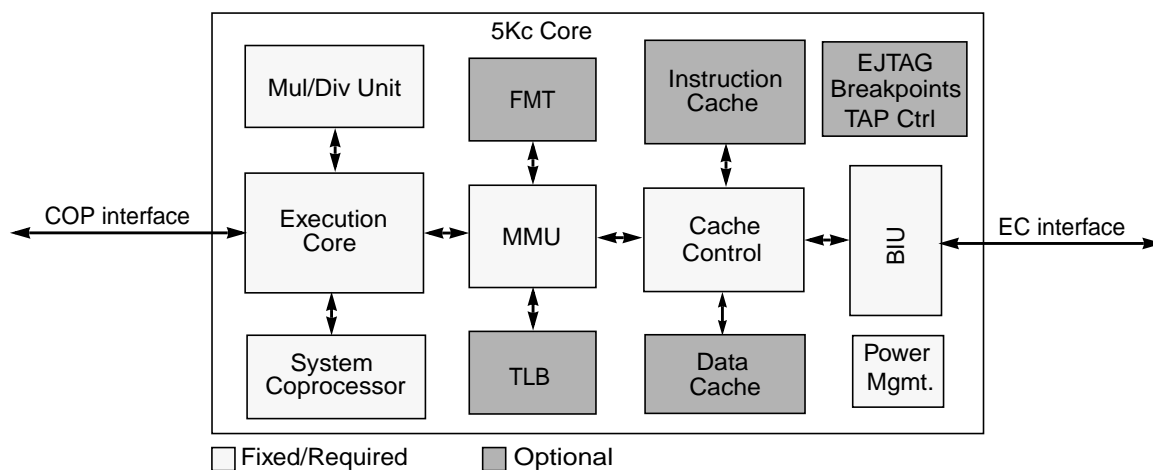 5Kc Core
Mul/Div Unit
FMT
Instruction
Cache
EJTAG
Breakpoints
TAP Ctrl
COP interface
Execution
Core
MMU
Cache
Control
BIU
EC interface
System
Coprocessor
TLB
Data
Cache
Power
Mgmt.
Fixed/Required
Optional